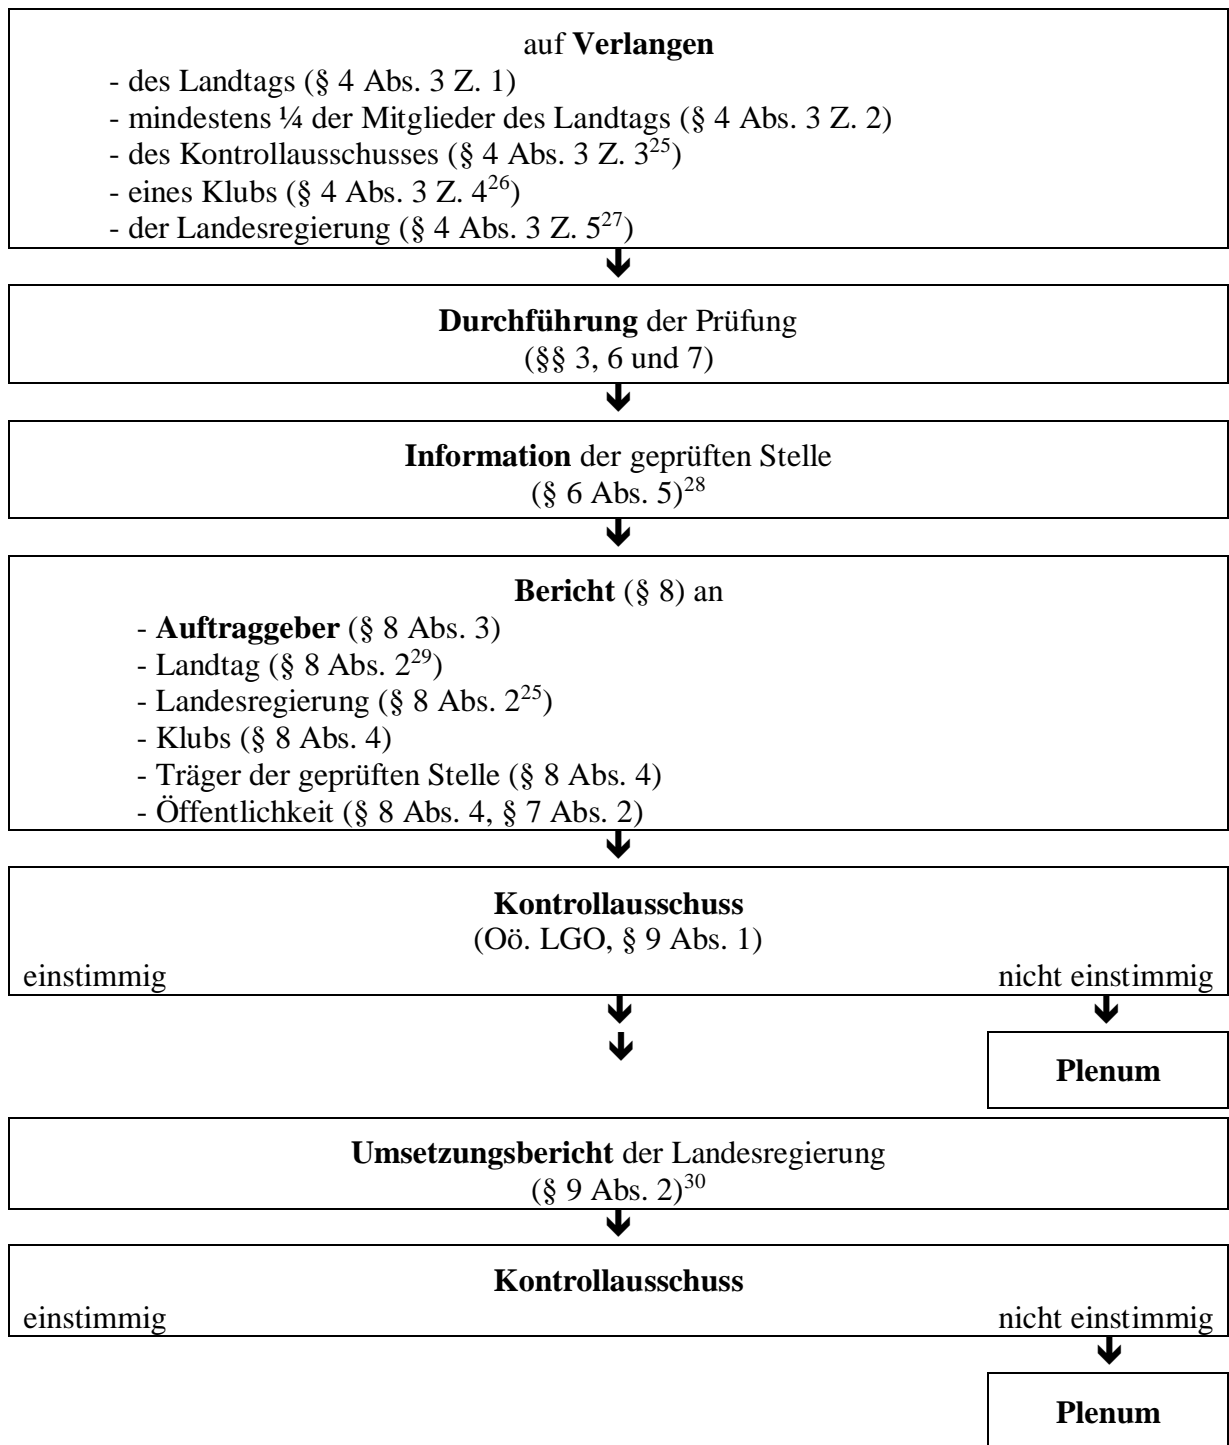 auf Verlangen
- des Landtags (§ 4 Abs. 3 Z. 1)
- mindestens ¼ der Mitglieder des Landtags (§ 4 Abs. 3 Z. 2)
- des Kontrollausschusses (§ 4 Abs. 3 Z. 3²⁵)
- eines Klubs (§ 4 Abs. 3 Z. 4²⁶)
- der Landesregierung (§ 4 Abs. 3 Z. 5²⁷)
Durchführung der Prüfung
(§§ 3, 6 und 7)
Information der geprüften Stelle
(§ 6 Abs. 5)²⁸
Bericht (§ 8) an
- Auftraggeber (§ 8 Abs. 3)
- Landtag (§ 8 Abs. 2²⁹)
- Landesregierung (§ 8 Abs. 2²⁵)
- Klubs (§ 8 Abs. 4)
- Träger der geprüften Stelle (§ 8 Abs. 4)
- Öffentlichkeit (§ 8 Abs. 4, § 7 Abs. 2)
Kontrollausschuss
(Oö. LGO, § 9 Abs. 1)
einstimmig nicht einstimmig
Plenum
Umsetzungsbericht der Landesregierung
(§ 9 Abs. 2)³⁰
Kontrollausschuss
einstimmig nicht einstimmig
Plenum